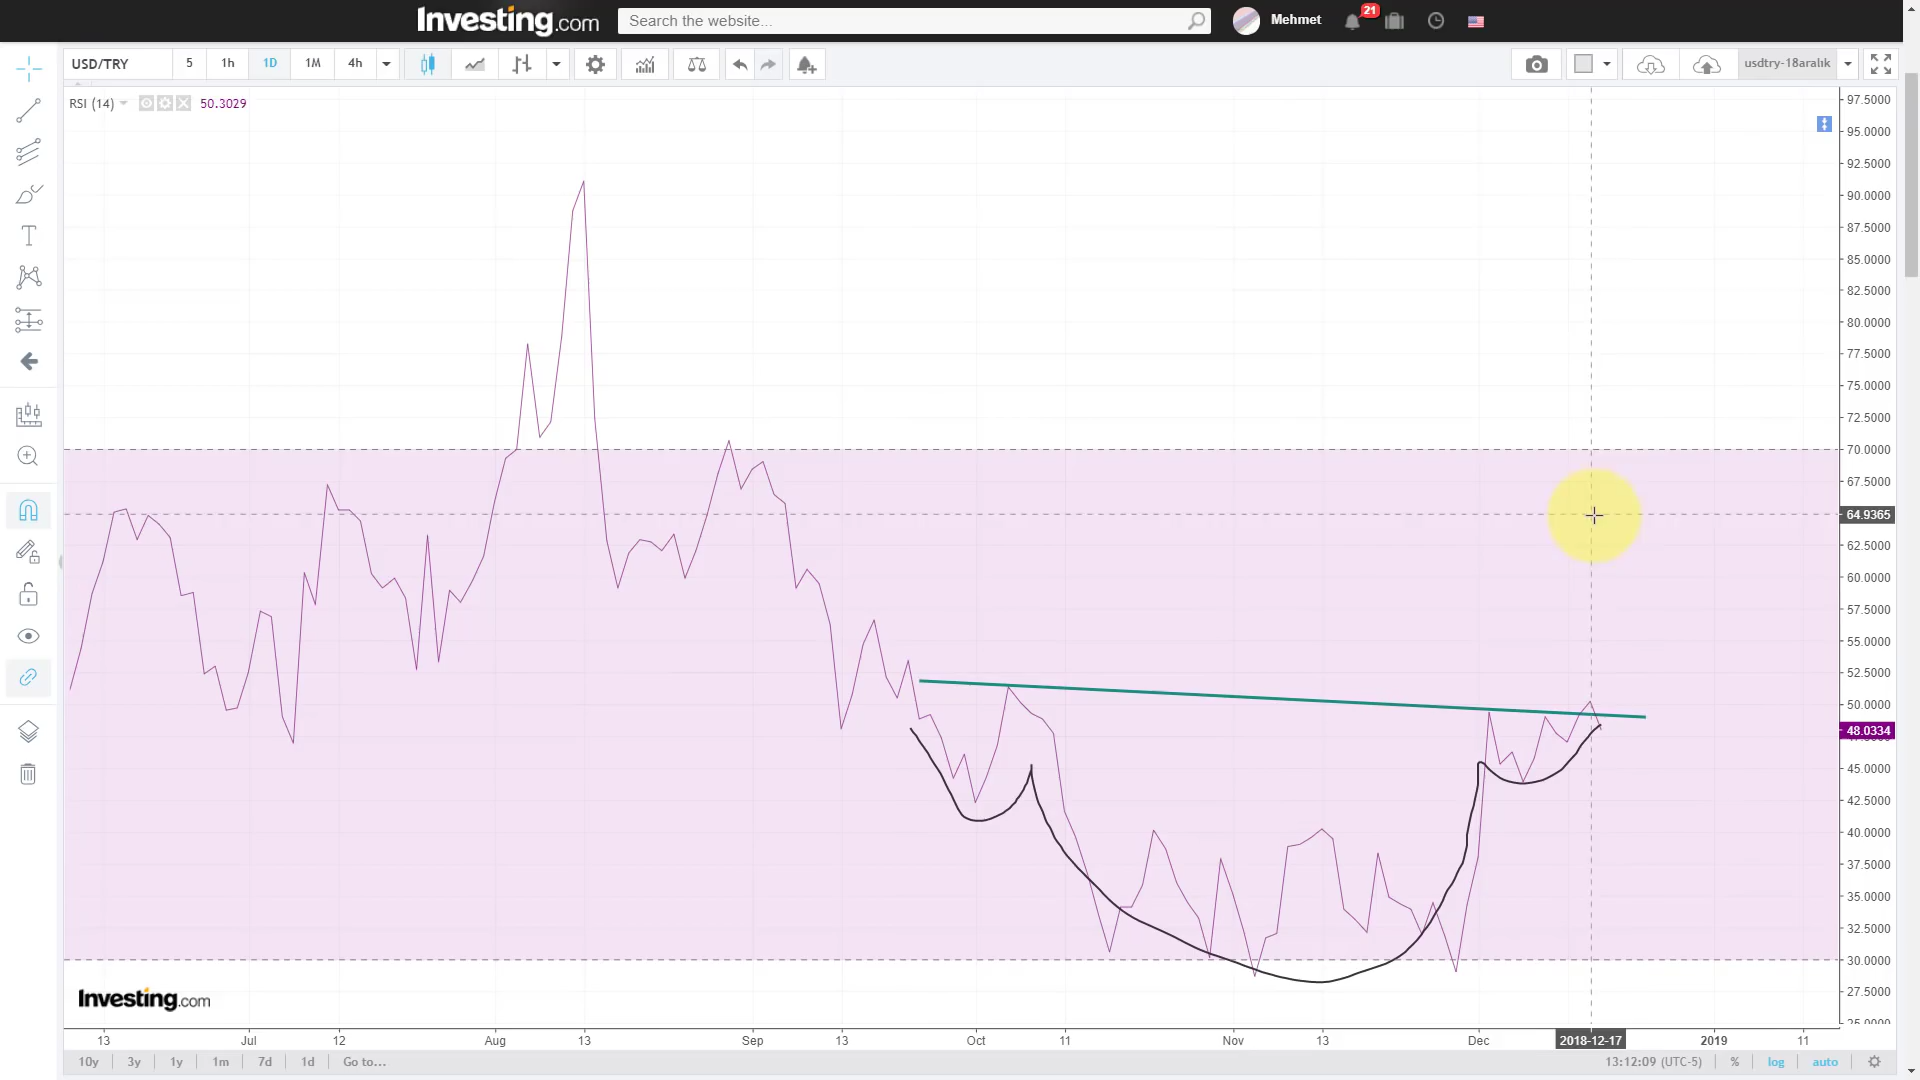 Investing.com
Search the website...
Mehmet
21
USD/TRY
5
1h
1D
1M
4h
usdtry-18aralık
RSI (14)
50.3029
97.5000
95.0000
92.5000
90.0000
87.5000
85.0000
82.5000
80.0000
77.5000
75.0000
72.5000
70.0000
67.5000
64.9365
62.5000
60.0000
57.5000
55.0000
52.5000
50.0000
48.0334
45.0000
42.5000
40.0000
37.5000
35.0000
32.5000
30.0000
27.5000
25.0000
Investing.com
13
Jul
12
Aug
13
Sep
13
Oct
11
Nov
13
Dec
2018-12-17
2019
11
10y
3y
1y
1m
7d
1d
Go to...
13:12:09 (UTC-5)
%
log
auto